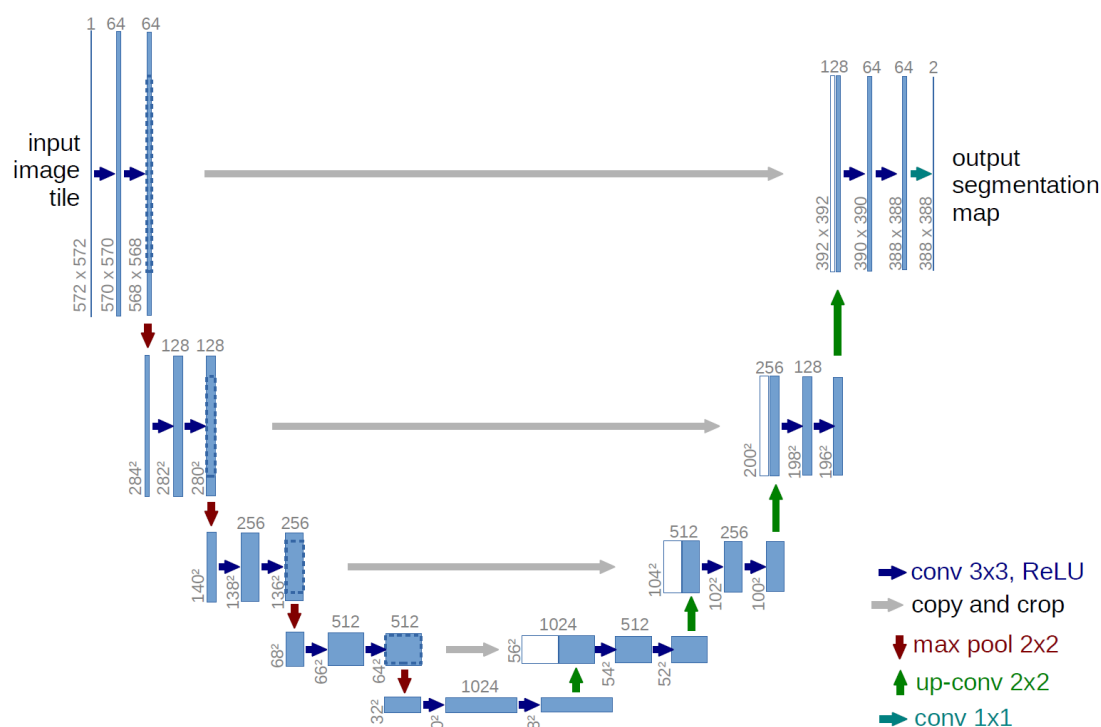 1 64 64
128 64 64 2
input
image
tile
output
segmentation
map
572 x 572
570 x 570
568 x 568
392 x 392
390 x 390
388 x 388
388 x 388
128 128
256 128
284²
282²
280²
200²
198²
196²
256 256
512 256
140²
138²
136²
104²
102²
100²
512 512
1024 512
68²
66²
64²
56²
54²
52²
1024
32²
conv 3x3, ReLU
copy and crop
max pool 2x2
up-conv 2x2
conv 1x1